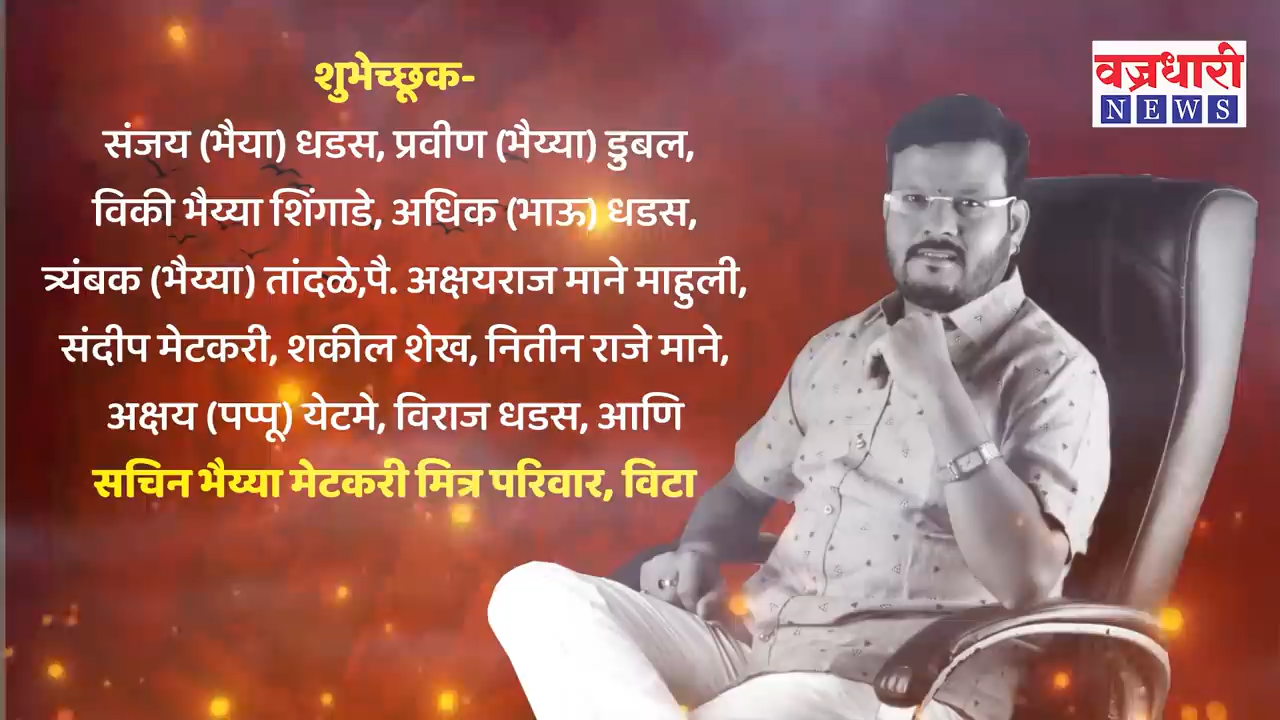 शुभेच्छूक-
संजय (भैया) धडस, प्रवीण (भैय्या) डुबल,
विकी भैय्या शिंगाडे, अधिक (भाऊ) धडस,
त्र्यंबक (भैय्या) तांदळे,पै. अक्षयराज माने माहुली,
संदीप मेटकरी, शकील शेख, नितीन राजे माने,
अक्षय (पप्पू) येटमे, विराज धडस, आणि
सचिन भैय्या मेटकरी मित्र परिवार, विटा
वज्रधारी
NEWS